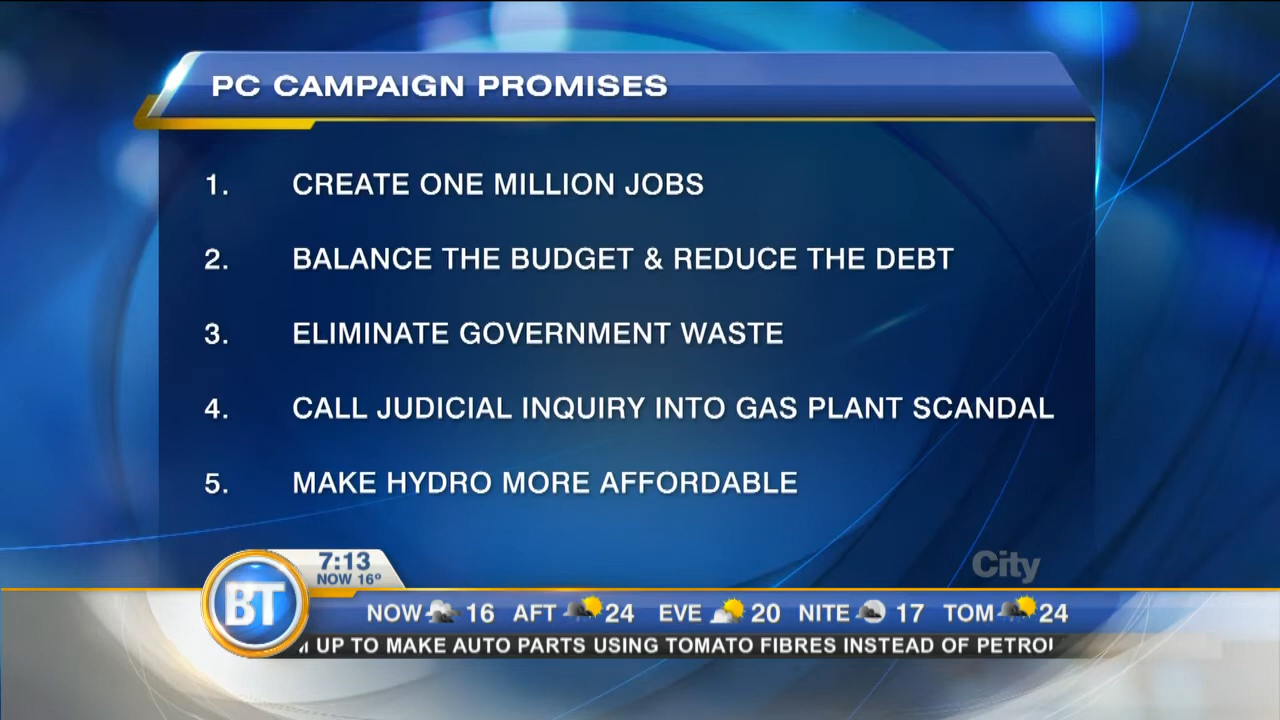 PC CAMPAIGN PROMISES
1. CREATE ONE MILLION JOBS
2. BALANCE THE BUDGET & REDUCE THE DEBT
3. ELIMINATE GOVERNMENT WASTE
4. CALL JUDICIAL INQUIRY INTO GAS PLANT SCANDAL
5. MAKE HYDRO MORE AFFORDABLE
City
7:13
NOW 16°
BT
NOW 16 AFT 24 EVE 20 NITE 17 TOM 24
UP TO MAKE AUTO PARTS USING TOMATO FIBRES INSTEAD OF